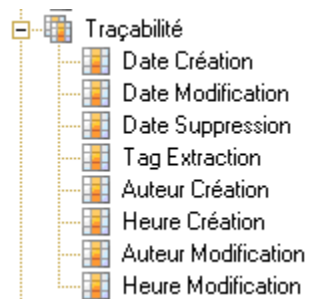 Traçabilité
Date Création
Date Modification
Date Suppression
Tag Extraction
Auteur Création
Heure Création
Auteur Modification
Heure Modification